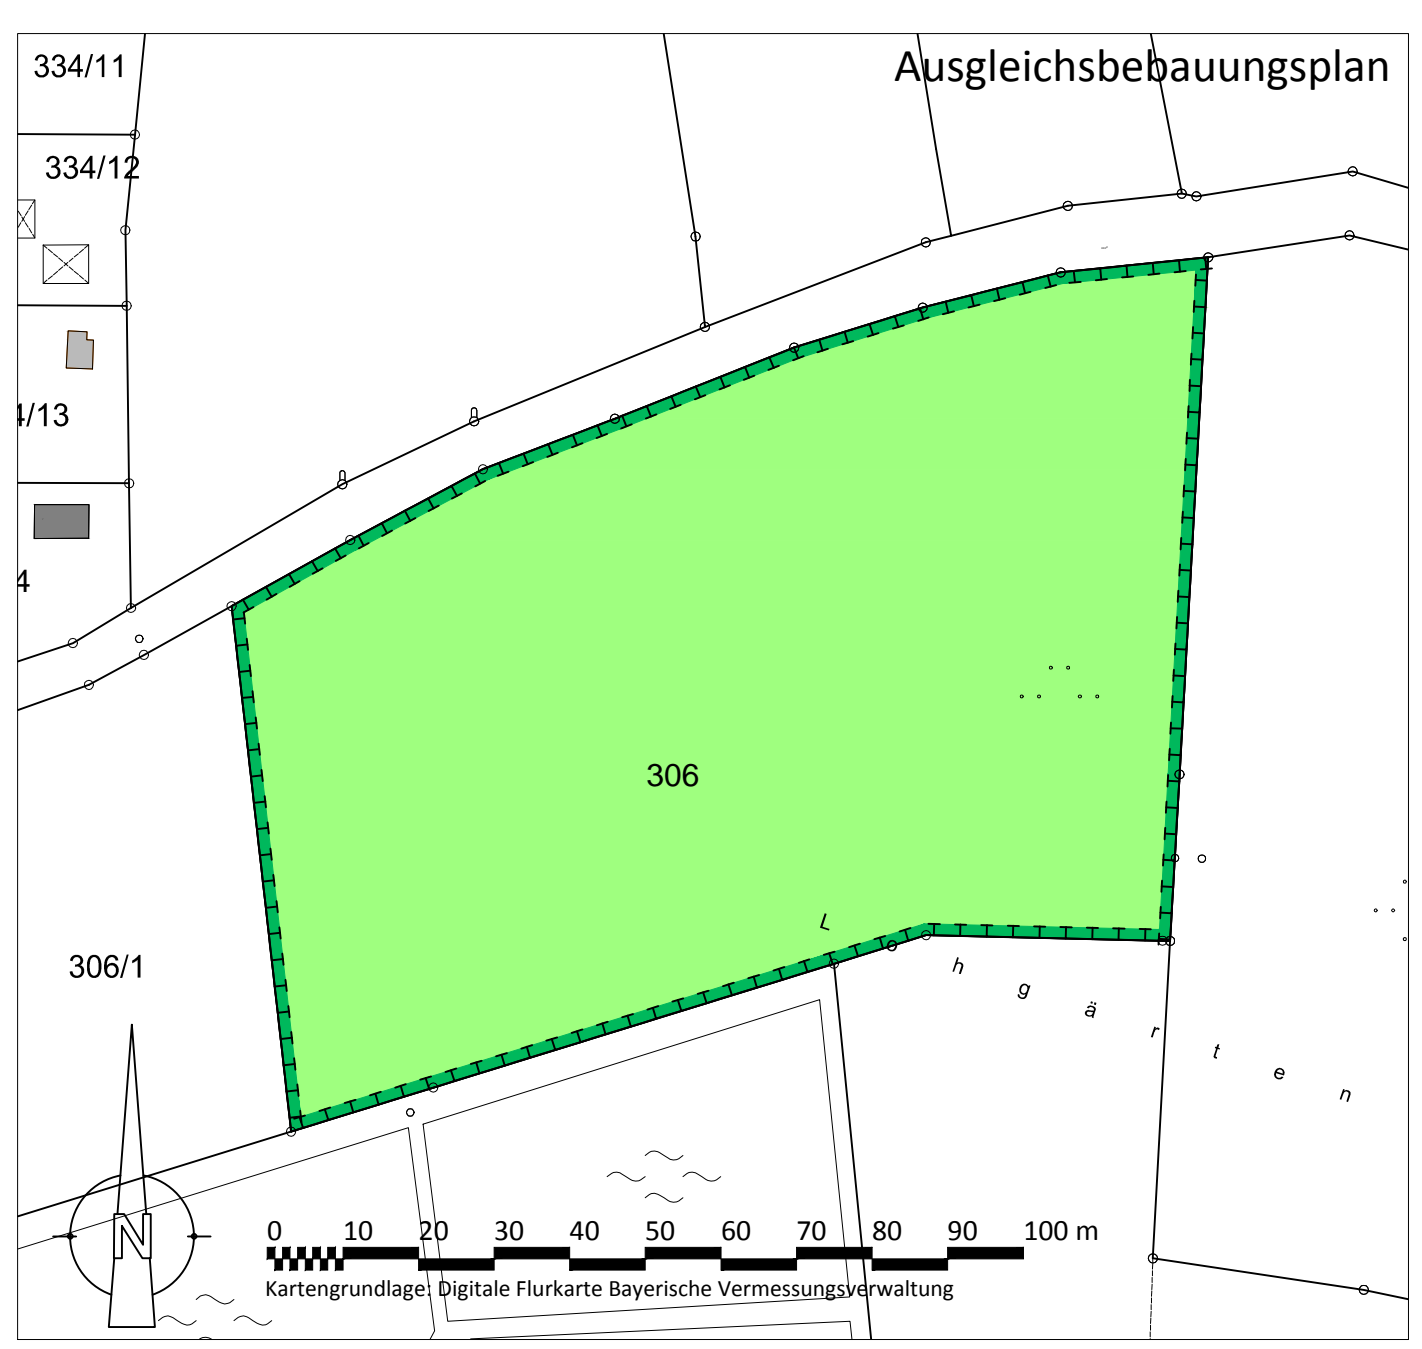 Ausgleichsbebauungsplan
334/11
334/12
4/13
4
306
306/1
L h g ä r t e n
N
0 10 20 30 40 50 60 70 80 90 100 m
Kartengrundlage: Digitale Flurkarte Bayerische Vermessungsverwaltung